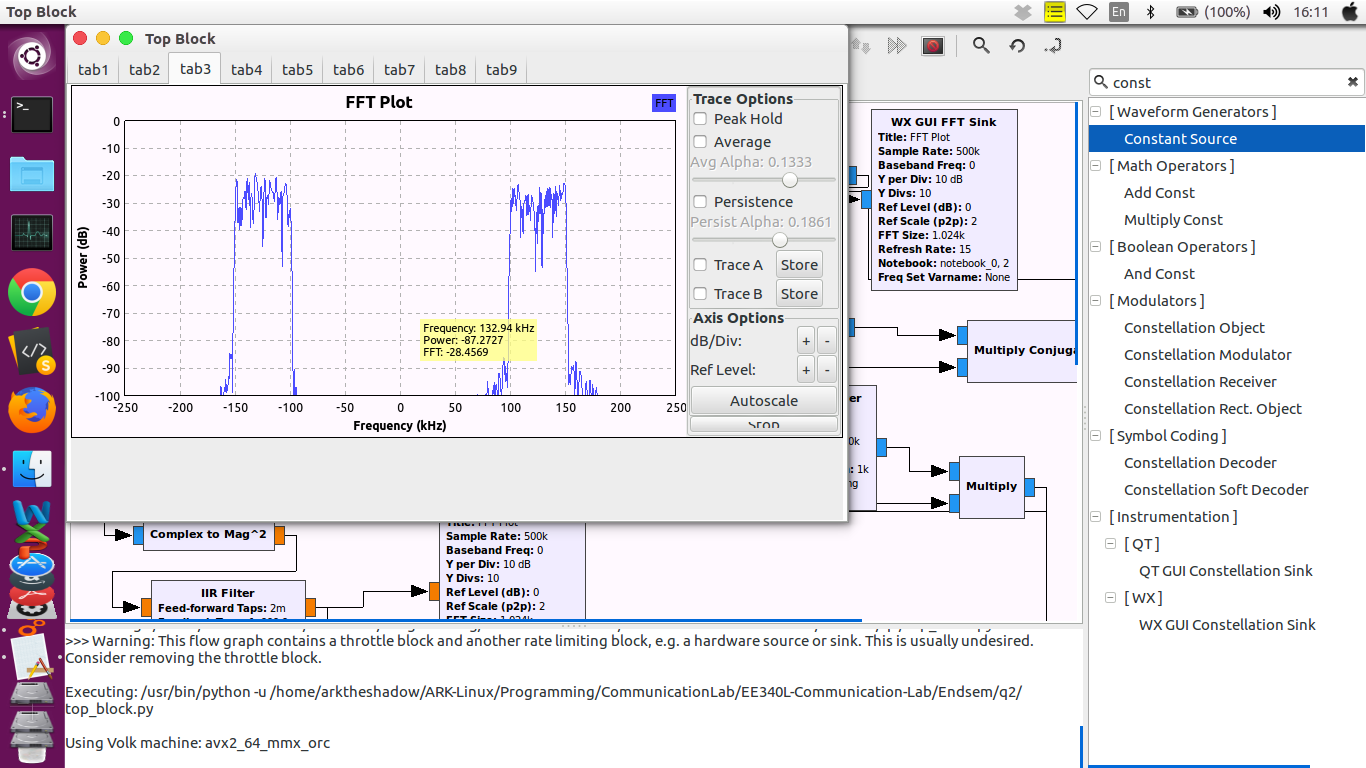 Top Block
En
(100%)
16:11
Top Block
tab1
tab2
tab3
tab4
tab5
tab6
tab7
tab8
tab9
FFT Plot
FFT
Power (dB)
0
-10
-20
-30
-40
-50
-60
-70
-80
-90
-100
-250
-200
-150
-100
-50
0
50
100
150
200
250
Frequency (kHz)
Frequency: 132.94 kHz
Power: -87.2727
FFT: -28.4569
Trace Options
Peak Hold
Average
Avg Alpha: 0.1333
Persistence
Persist Alpha: 0.1861
Trace A
Store
Trace B
Store
Axis Options
dB/Div:
+
-
Ref Level:
+
-
Autoscale
Stop
WX GUI FFT Sink
Title: FFT Plot
Sample Rate: 500k
Baseband Freq: 0
Y per Div: 10 dB
Y Divs: 10
Ref Level (dB): 0
Ref Scale (p2p): 2
FFT Size: 1.024k
Refresh Rate: 15
Notebook: notebook_0, 2
Freq Set Varname: None
Multiply Conjuga
er
0k
: 1k
ng
Multiply
Complex to Mag^2
IIR Filter
Feed-forward Taps: 2m
Title: FFT Plot
Sample Rate: 500k
Baseband Freq: 0
Y per Div: 10 dB
Y Divs: 10
Ref Level (dB): 0
Ref Scale (p2p): 2
FFT Size: 1.024k
const
[ Waveform Generators ]
Constant Source
[ Math Operators ]
Add Const
Multiply Const
[ Boolean Operators ]
And Const
[ Modulators ]
Constellation Object
Constellation Modulator
Constellation Receiver
Constellation Rect. Object
[ Symbol Coding ]
Constellation Decoder
Constellation Soft Decoder
[ Instrumentation ]
[ QT ]
QT GUI Constellation Sink
[ WX ]
WX GUI Constellation Sink
>>> Warning: This flow graph contains a throttle block and another rate limiting block, e.g. a hardware source or sink. This is usually undesired.
Consider removing the throttle block.
Executing: /usr/bin/python -u /home/arktheshadow/ARK-Linux/Programming/CommunicationLab/EE340L-Communication-Lab/Endsem/q2/
top_block.py
Using Volk machine: avx2_64_mmx_orc